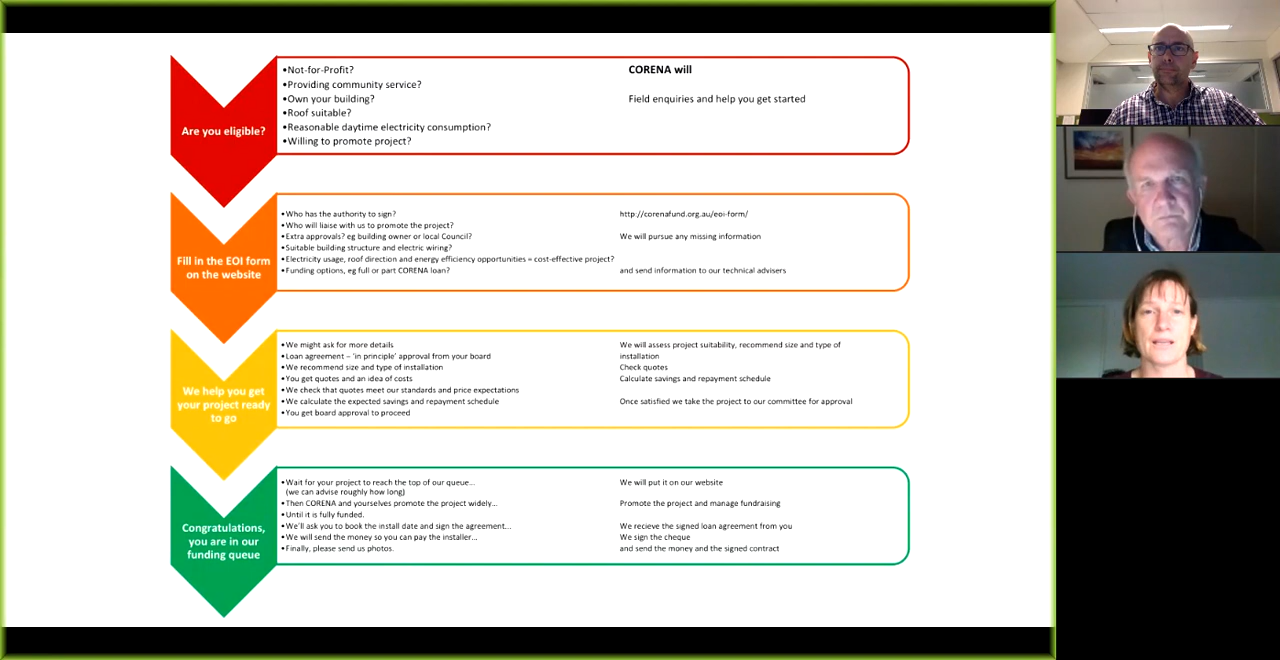 Are you eligible?
•Not-for-Profit?
•Providing community service?
•Own your building?
•Roof suitable?
•Reasonable daytime electricity consumption?
•Willing to promote project?
CORENA will
Field enquiries and help you get started
Fill in the EOI form
on the website
•Who has the authority to sign?
•Who will liaise with us to promote the project?
•Extra approvals? eg building owner or local Council?
•Suitable building structure and electric wiring?
•Electricity usage, roof direction and energy efficiency opportunities = cost-effective project?
•Funding options, eg full or part CORENA loan?
http://corenafund.org.au/eoi-form/
We will pursue any missing information
and send information to our technical advisers
We help you get
your project ready
to go
•We might ask for more details
•Loan agreement – 'in principle' approval from your board
•We recommend size and type of installation
•You get quotes and an idea of costs
•We check that quotes meet our standards and price expectations
•We calculate the expected savings and repayment schedule
•You get board approval to proceed
We will assess project suitability, recommend size and type of
installation
Check quotes
Calculate savings and repayment schedule
Once satisfied we take the project to our committee for approval
Congratulations,
you are in our
funding queue
•Wait for your project to reach the top of our queue...
(we can advise roughly how long)
•Then CORENA and yourselves promote the project widely...
•Until it is fully funded.
•We'll ask you to book the install date and sign the agreement...
•We will send the money so you can pay the installer...
•Finally, please send us photos.
We will put it on our website
Promote the project and manage fundraising
We recieve the signed loan agreement from you
We sign the cheque
and send the money and the signed contract